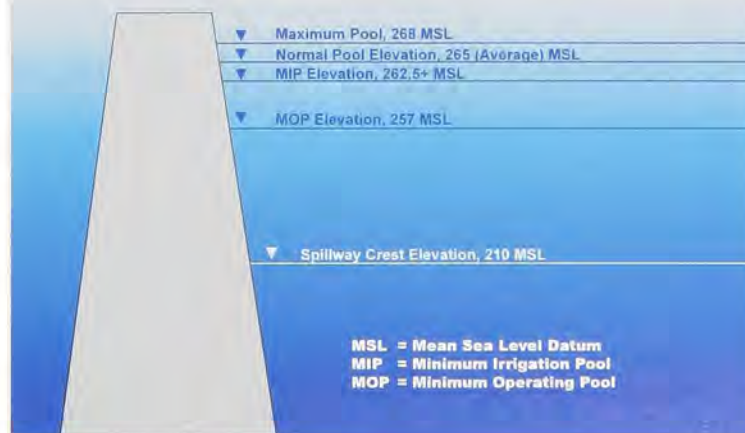 Maximum Pool, 268 MSL
Normal Pool Elevation, 265 (Average) MSL
MIP Elevation, 262.5+ MSL
MOP Elevation, 257 MSL
Spillway Crest Elevation, 210 MSL
MSL = Mean Sea Level Datum
MIP = Minimum Irrigation Pool
MOP = Minimum Operating Pool